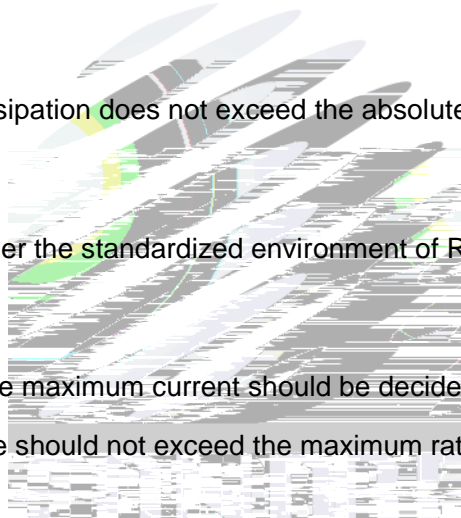 sipation does not exceed the absolute
er the standardized environment of R
e maximum current should be decide
e should not exceed the maximum rat